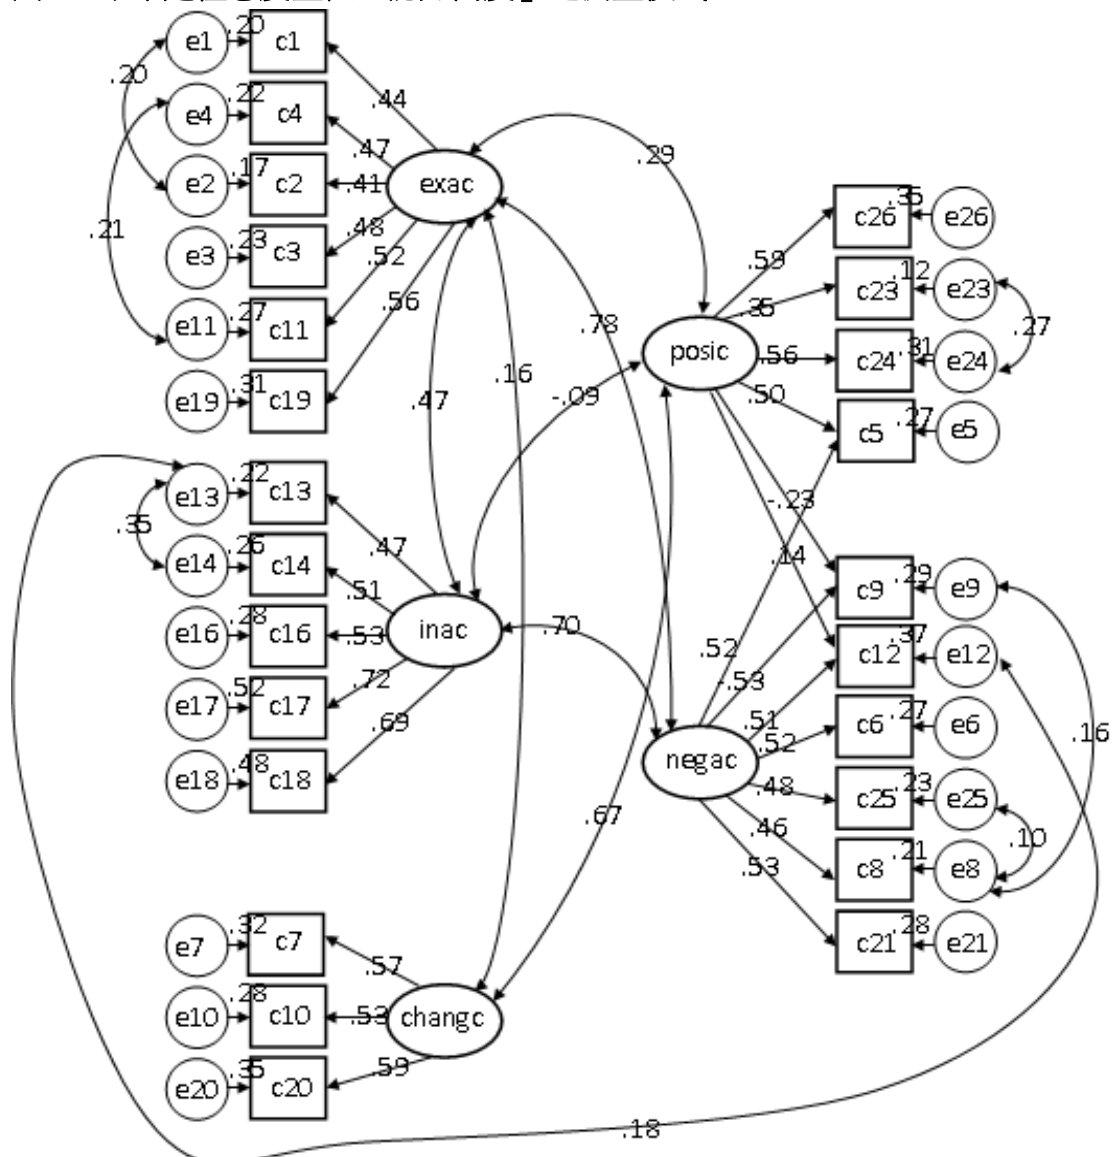 e1 .20 c1
.20
e4 .22 c4 .44
.47
e2 .17 c2 .41 exac .29
.21
e3 .23 c3 .48
.52
e11 .27 c11 .56
e19 .31 c19
c26 .35 e26
.59
c23 .12 e23
.35
.78 posic .27
.56 c24 .31 e24
.16 .50
.47 -.09
c5 .27 e5
e13 .22 c13
.35 -.23
.47
e14 .26 c14 .14
.51
e16 .28 c16 .53 inac .70
.72
e17 .52 c17
.69
e18 .48 c18
c9 .29 e9
.52
c12 .37 e12
-.53
.51
c6 .27 e6
.52 .16
negac
.48 c25 .23 e25
.67 .46 .10
c8 .21 e8
.53
c21 .28 e21
e7 .32 c7
.57
e10 .28 c10 .53 changc
.59
e20 .35 c20
.18